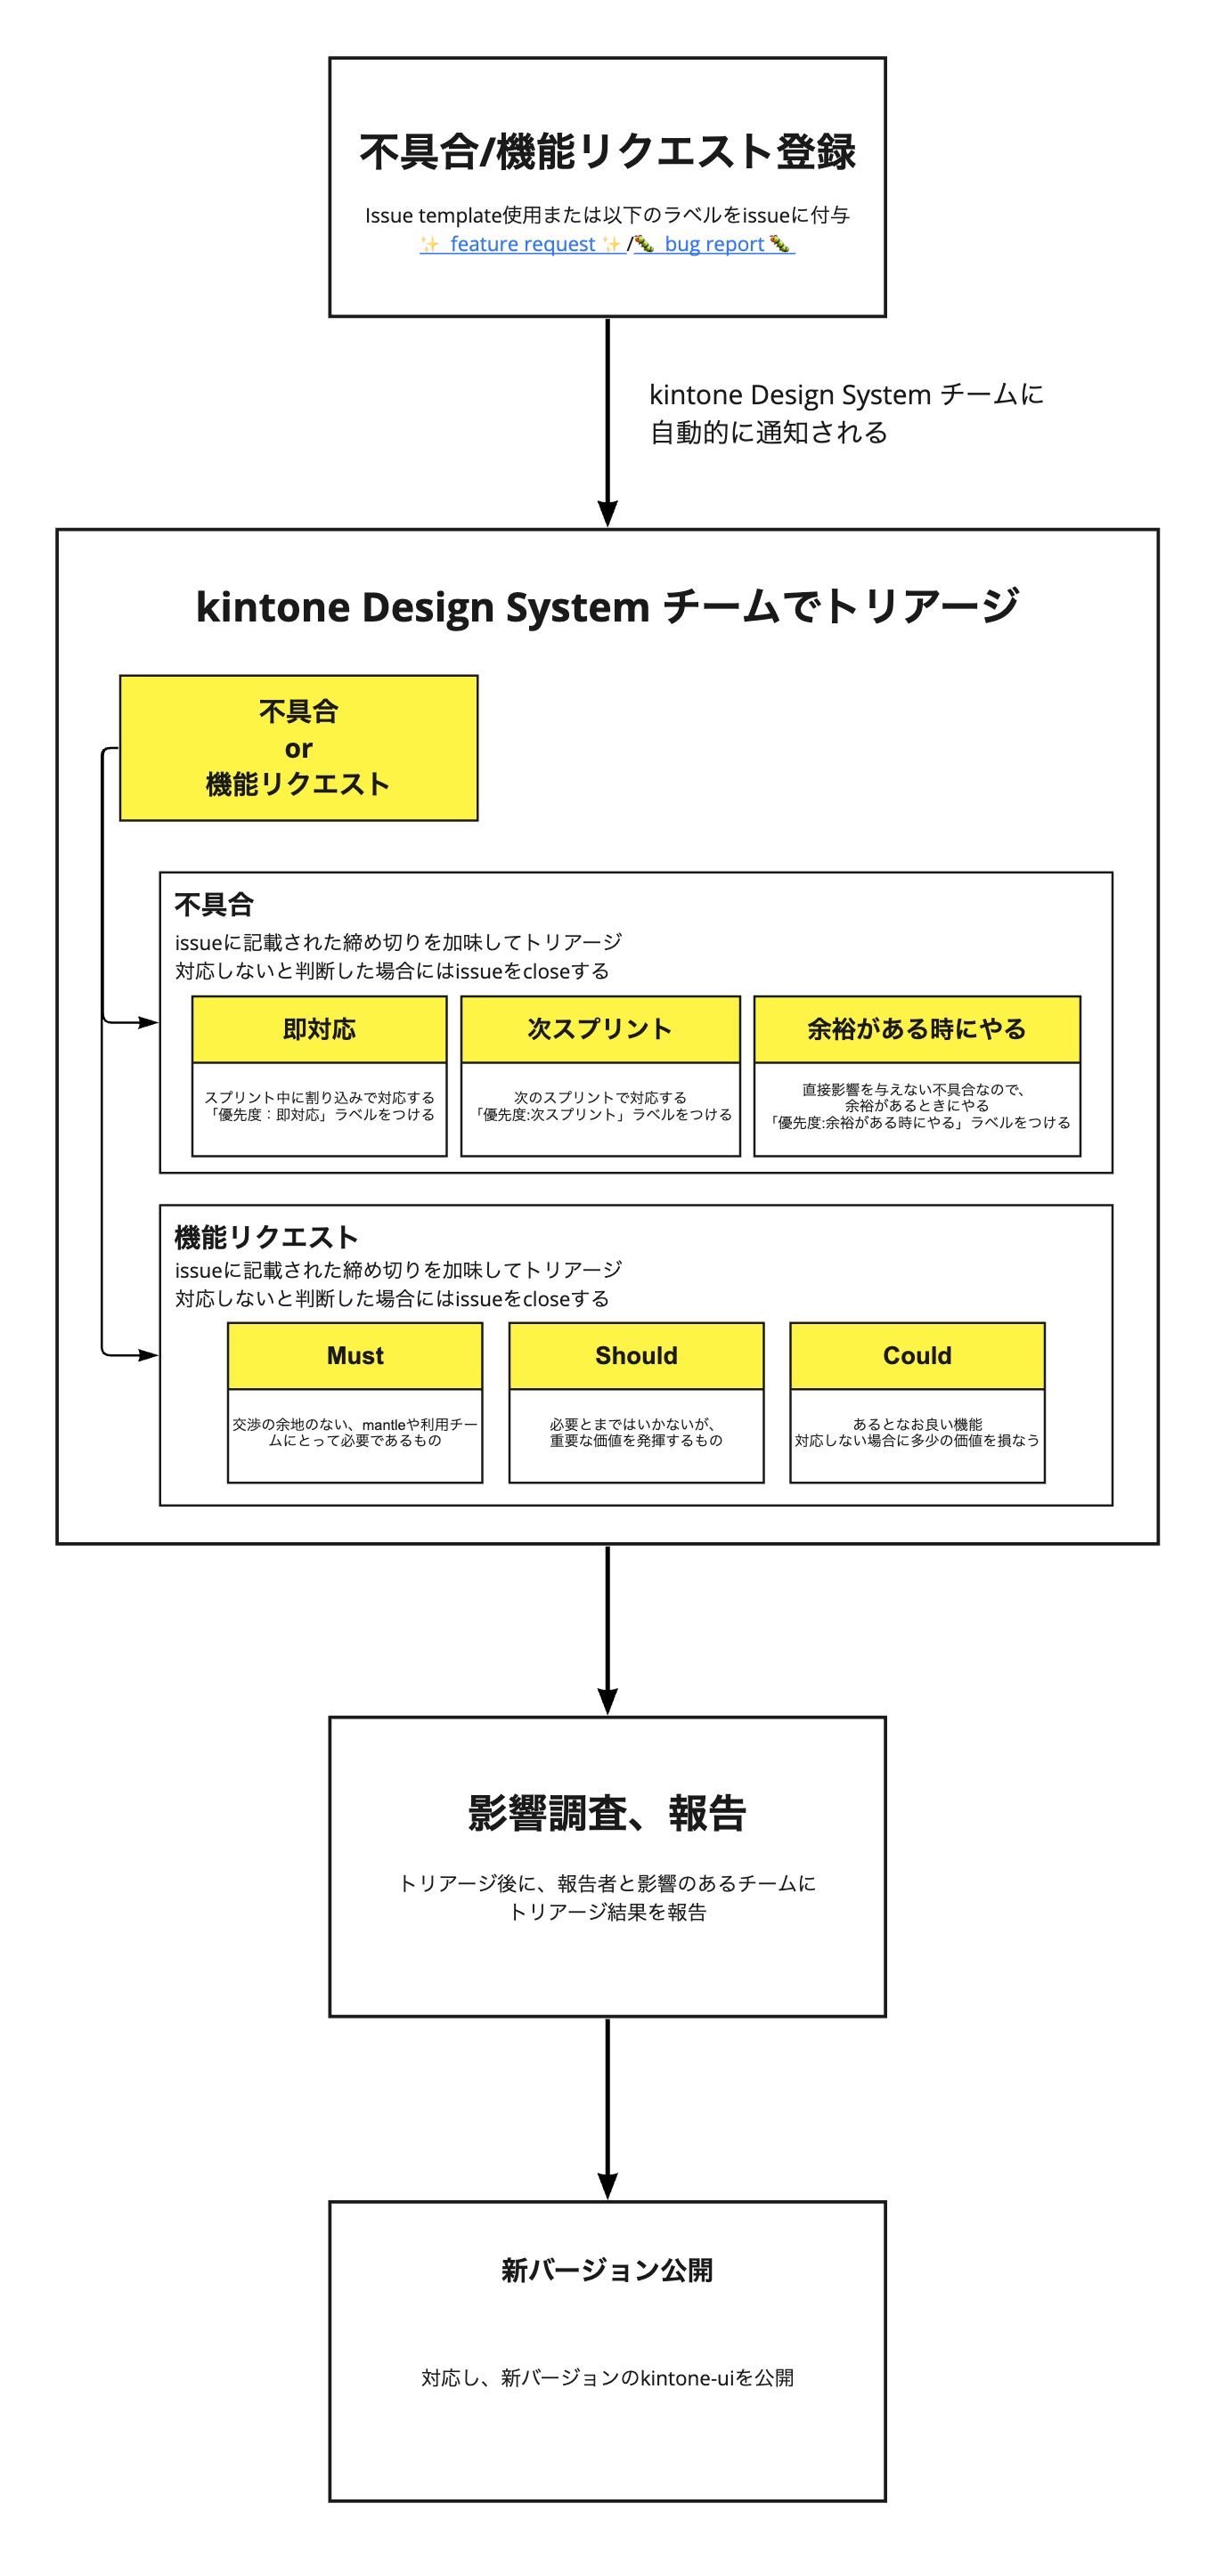 不具合/機能リクエスト登録
Issue template使用または以下のラベルをissueに付与
✨ feature request ✨/🐛 bug report 🐛
kintone Design System チームに
自動的に通知される
kintone Design System チームでトリアージ
不具合
or
機能リクエスト
不具合
issueに記載された締め切りを加味してトリアージ
対応しないと判断した場合にはissueをcloseする
即対応
スプリント中に割り込みで対応する
「優先度：即対応」ラベルをつける
次スプリント
次のスプリントで対応する
「優先度:次スプリント」ラベルをつける
余裕がある時にやる
直接影響を与えない不具合なので、
余裕があるときにやる
「優先度:余裕がある時にやる」ラベルをつける
機能リクエスト
issueに記載された締め切りを加味してトリアージ
対応しないと判断した場合にはissueをcloseする
Must
交渉の余地のない、mantleや利用チー
ムにとって必要であるもの
Should
必要とまではいかないが、
重要な価値を発揮するもの
Could
あるとなお良い機能
対応しない場合に多少の価値を損なう
影響調査、報告
トリアージ後に、報告者と影響のあるチームに
トリアージ結果を報告
新バージョン公開
対応し、新バージョンのkintone-uiを公開